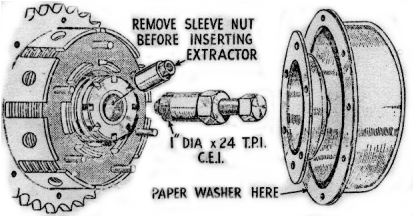 REMOVE SLEEVE NUT
BEFORE INSERTING
EXTRACTOR
1" DIA x 24 T.P.I.
C.E.I.
PAPER WASHER HERE